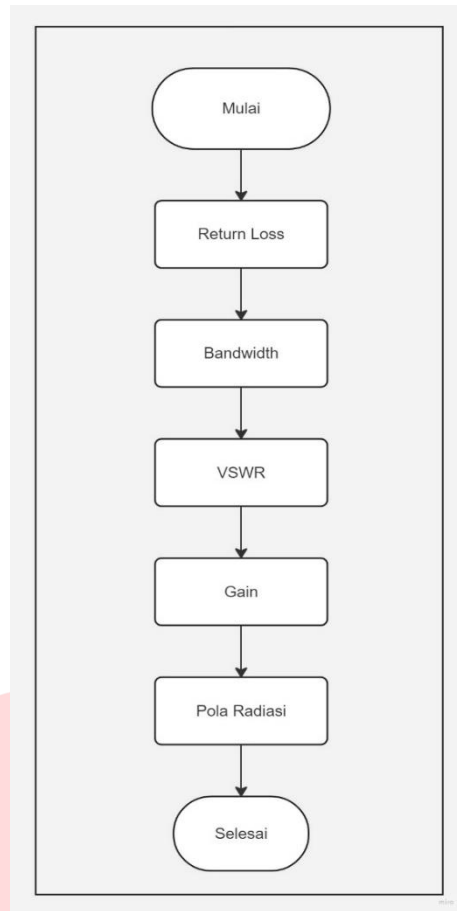 Mulai
Return Loss
Bandwidth
VSWR
Gain
Pola Radiasi
Selesai